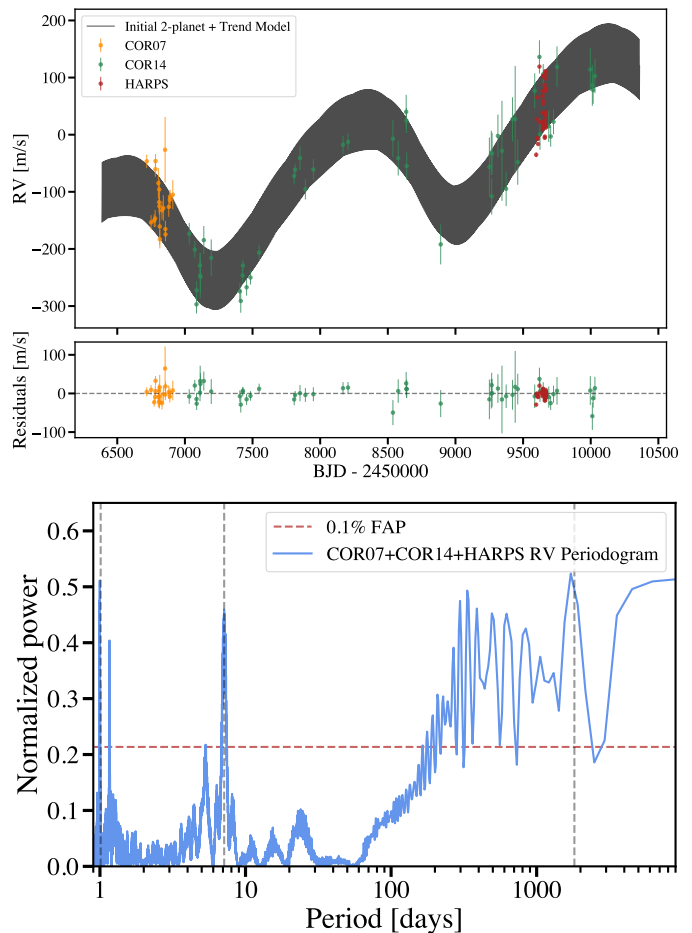 Initial 2-planet + Trend Model
COR07
COR14
HARPS
RV [m/s]
100
0
−100
−200
−300
Residuals [m/s]
100
0
−100
6500 7000 7500 8000 8500 9000 9500 10000 10500
BJD - 2450000
0.1% FAP
COR07+COR14+HARPS RV Periodogram
Normalized power
0.6
0.5
0.4
0.3
0.2
0.1
0.0
1 10 100 1000
Period [days]